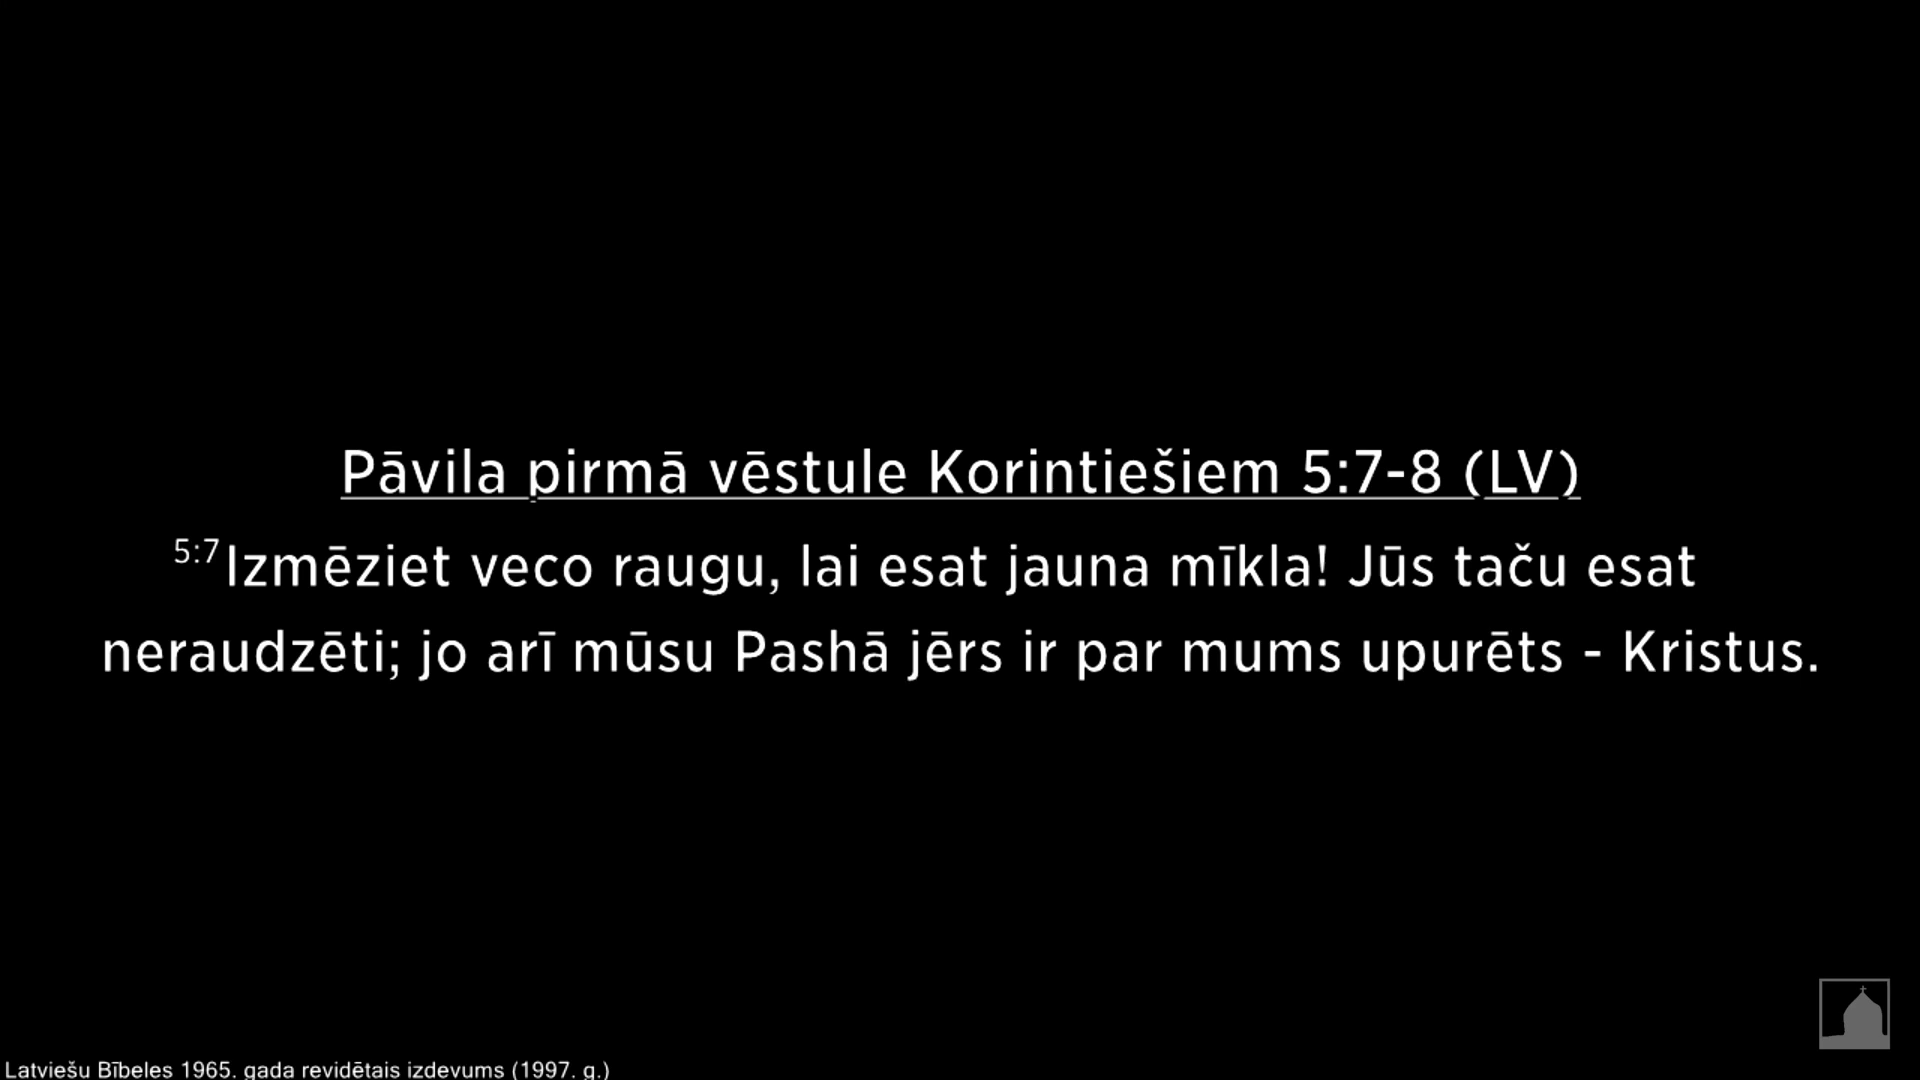 Pāvila pirmā vēstule Korintiešiem 5:7-8 (LV)
5:7Izmēziet veco raugu, lai esat jauna mīkla! Jūs taču esat
neraudzēti; jo arī mūsu Pashā jērs ir par mums upurēts - Kristus.
Latviešu Bībeles 1965. gada revidētais izdevums (1997. g.)